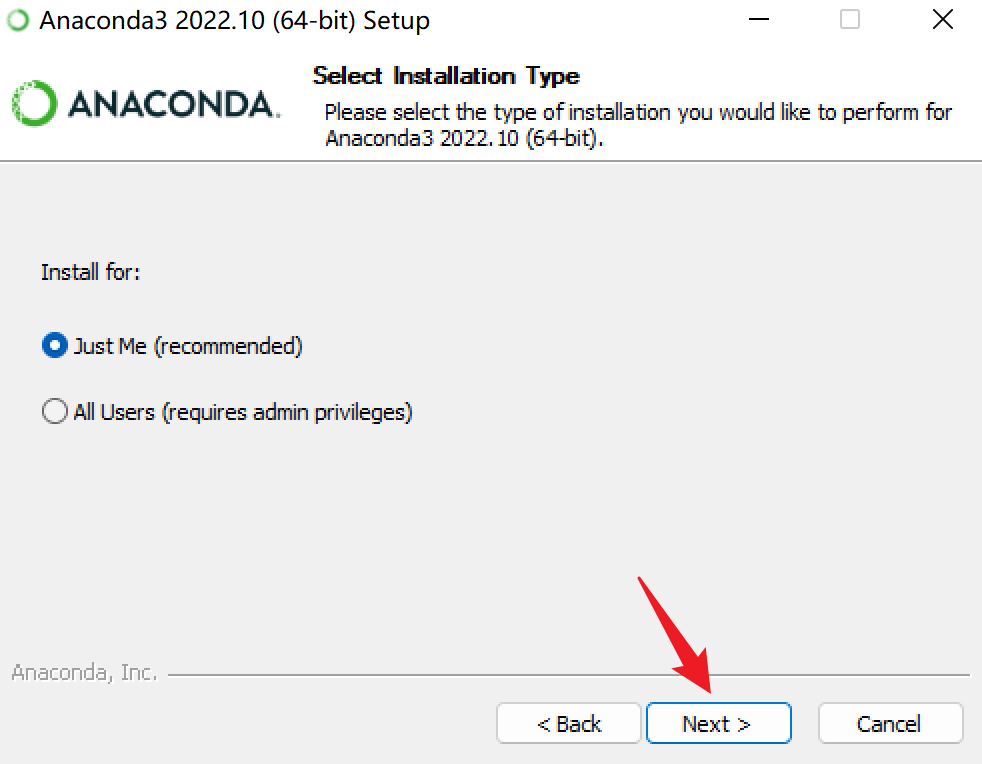 Anaconda3 2022.10 (64-bit) Setup
ANACONDA.
Select Installation Type
Please select the type of installation you would like to perform for
Anaconda3 2022.10 (64-bit).
Install for:
Just Me (recommended)
All Users (requires admin privileges)
Anaconda, Inc.
< Back
Next >
Cancel